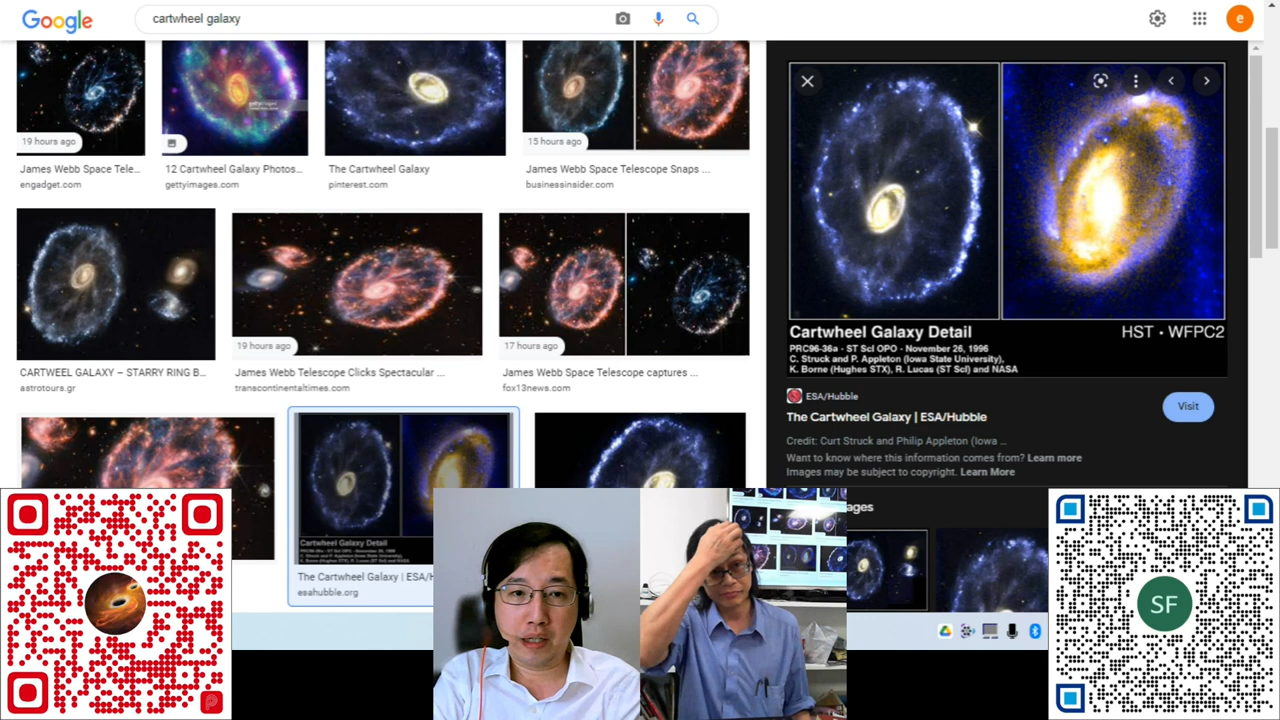 Google
cartwheel galaxy
e
19 hours ago
James Webb Space Tele...
engadget.com
gettyimages
12 Cartwheel Galaxy Photos...
gettyimages.com
The Cartwheel Galaxy
pinterest.com
15 hours ago
James Webb Space Telescope Snaps ...
businessinsider.com
CARTWEEL GALAXY – STARRY RING B...
astrotours.gr
19 hours ago
James Webb Telescope Clicks Spectacular ...
transcontinentaltimes.com
17 hours ago
James Webb Space Telescope captures ...
fox13news.com
Cartwheel Galaxy Detail
The Cartwheel Galaxy | ESA/H
esahubble.org
Cartwheel Galaxy Detail
HST • WFPC2
PRC96-36a - ST ScI OPO - November 26, 1996
C. Struck and P. Appleton (Iowa State University),
K. Borne (Hughes STX), R. Lucas (ST ScI) and NASA
ESA/Hubble
The Cartwheel Galaxy | ESA/Hubble
Visit
Credit: Curt Struck and Philip Appleton (Iowa ...
Want to know where this information comes from? Learn more
Images may be subject to copyright. Learn More
ages
SF